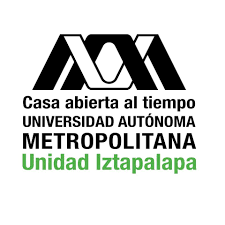 Casa abierta al tiempo
UNIVERSIDAD AUTÓNOMA
METROPOLITANA
Unidad Iztapalapa